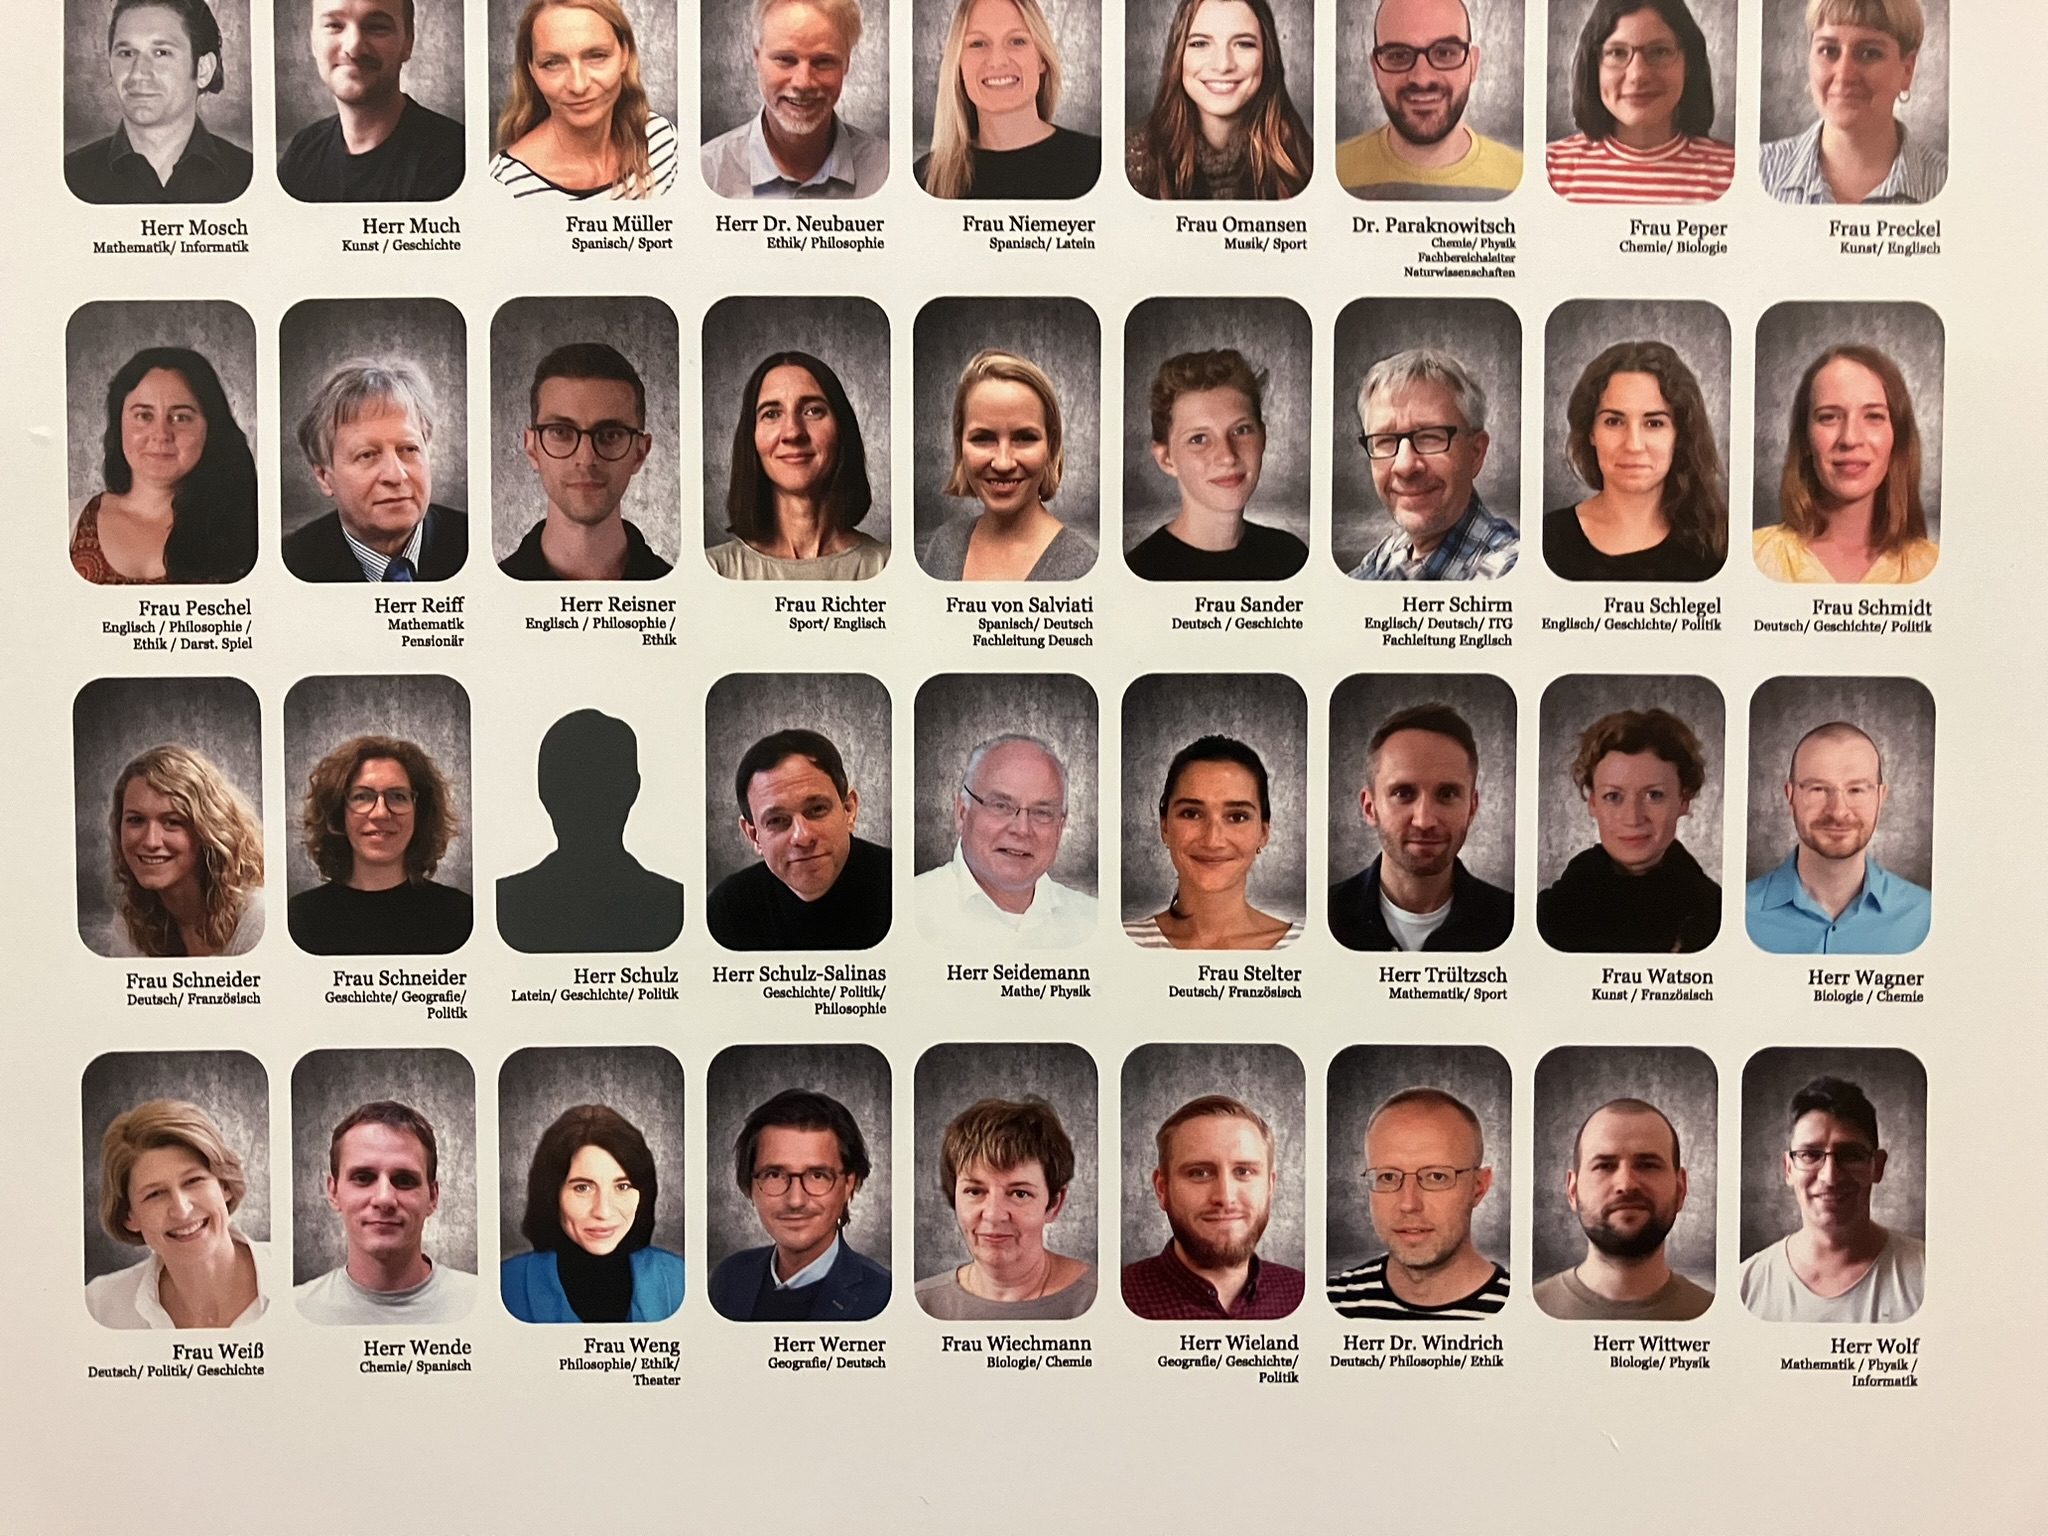 Herr Mosch
Mathematik/ Informatik
Herr Much
Kunst / Geschichte
Frau Müller
Spanisch/ Sport
Herr Dr. Neubauer
Ethik/ Philosophie
Frau Niemeyer
Spanisch/ Latein
Frau Omansen
Musik/ Sport
Dr. Paraknowitsch
Chemie/ Physik
Fachbereichsleiter
Naturwissenschaften
Frau Peper
Chemie/ Biologie
Frau Preckel
Kunst/ Englisch
Frau Peschel
Englisch / Philosophie /
Ethik / Darst. Spiel
Herr Reiff
Mathematik
Pensionär
Herr Reisner
Englisch / Philosophie /
Ethik
Frau Richter
Sport/ Englisch
Frau von Salviati
Spanisch/ Deutsch
Fachleitung Deusch
Frau Sander
Deutsch / Geschichte
Herr Schirm
Englisch/ Deutsch/ ITG
Fachleitung Englisch
Frau Schlegel
Englisch/ Geschichte/ Politik
Frau Schmidt
Deutsch/ Geschichte/ Politik
Frau Schneider
Deutsch/ Französisch
Frau Schneider
Geschichte/ Geografie/
Politik
Herr Schulz
Latein/ Geschichte/ Politik
Herr Schulz-Salinas
Geschichte/ Politik/
Philosophie
Herr Seidemann
Mathe/ Physik
Frau Stelter
Deutsch/ Französisch
Herr Trültzsch
Mathematik/ Sport
Frau Watson
Kunst / Französisch
Herr Wagner
Biologie / Chemie
Frau Weiß
Deutsch/ Politik/ Geschichte
Herr Wende
Chemie/ Spanisch
Frau Weng
Philosophie/ Ethik/
Theater
Herr Werner
Geografie/ Deutsch
Frau Wiechmann
Biologie/ Chemie
Herr Wieland
Geografie/ Geschichte/
Politik
Herr Dr. Windrich
Deutsch/ Philosophie/ Ethik
Herr Wittwer
Biologie/ Physik
Herr Wolf
Mathematik / Physik /
Informatik